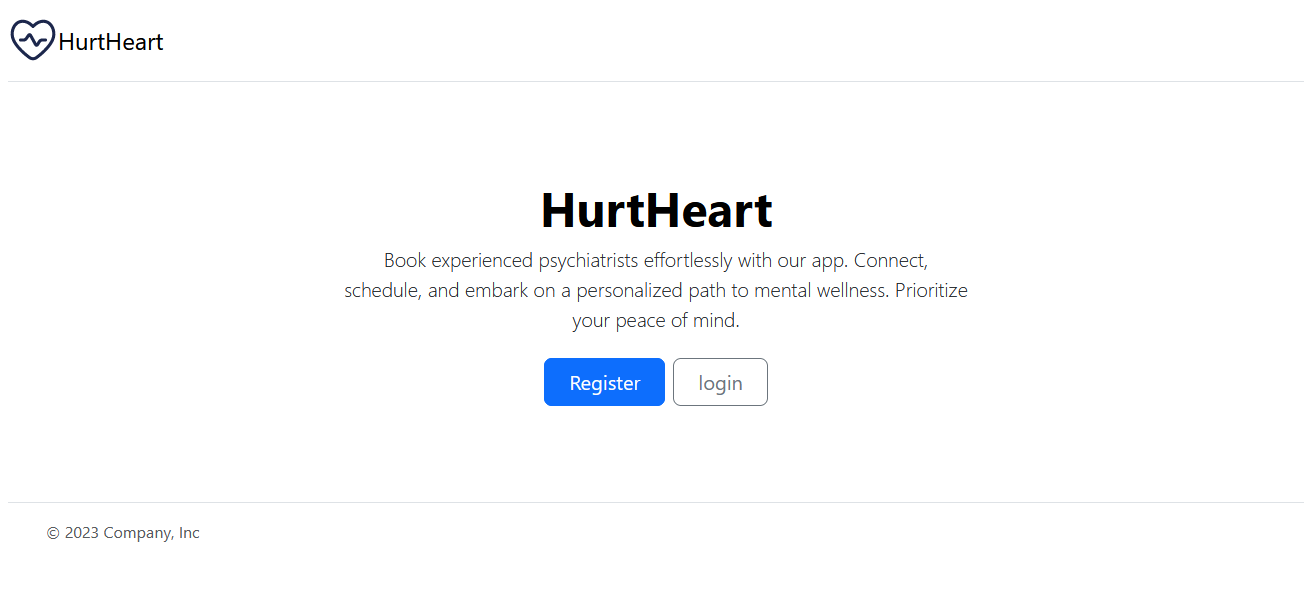 HurtHeart
HurtHeart
Book experienced psychiatrists effortlessly with our app. Connect,
schedule, and embark on a personalized path to mental wellness. Prioritize
your peace of mind.
Register login
© 2023 Company, Inc